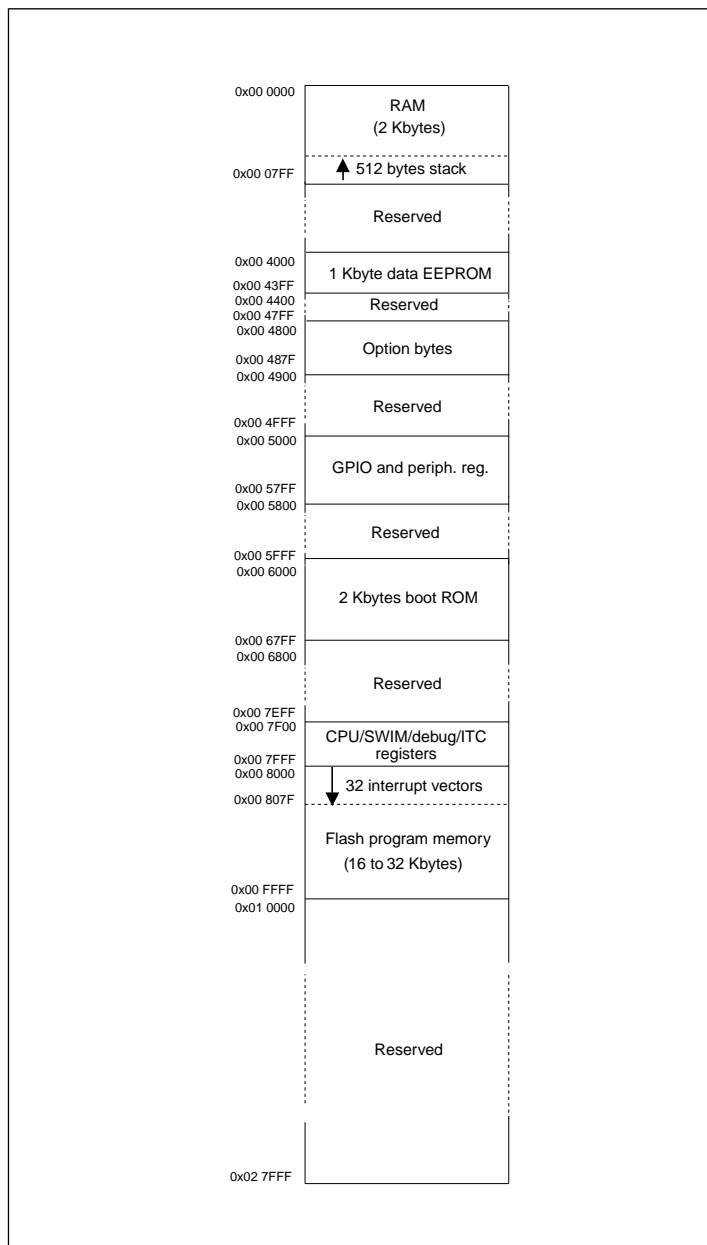 0x00 0000
RAM
(2 Kbytes)
512 bytes stack
0x00 07FF
Reserved
0x00 4000
1 Kbyte data EEPROM
0x00 43FF
0x00 4400
Reserved
0x00 47FF
0x00 4800
Option bytes
0x00 487F
0x00 4900
Reserved
0x00 4FFF
0x00 5000
GPIO and periph. reg.
0x00 57FF
0x00 5800
Reserved
0x00 5FFF
0x00 6000
2 Kbytes boot ROM
0x00 67FF
0x00 6800
Reserved
0x00 7EFF
0x00 7F00
CPU/SWIM/debug/ITC
registers
0x00 7FFF
0x00 8000
32 interrupt vectors
0x00 807F
Flash program memory
(16 to 32 Kbytes)
0x00 FFFF
0x01 0000
Reserved
0x02 7FFF